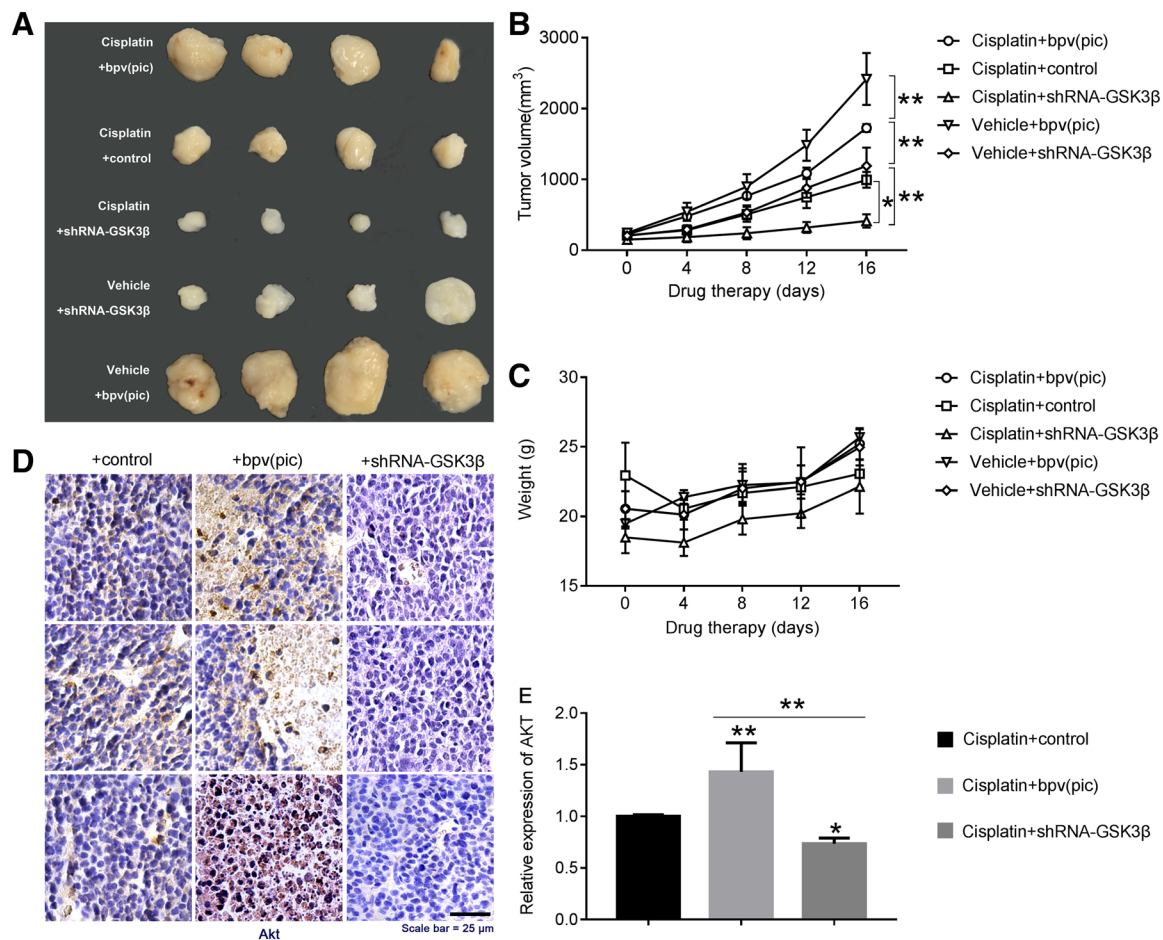 A
Cisplatin
+bpv(pic)
Cisplatin
+control
Cisplatin
+shRNA-GSK3β
Vehicle
+shRNA-GSK3β
Vehicle
+bpv(pic)
B
Tumor volume(mm3)
3000
2000
1000
0
0 4 8 12 16
Drug therapy (days)
**
**
* **
Cisplatin+bpv(pic)
Cisplatin+control
Cisplatin+shRNA-GSK3β
Vehicle+bpv(pic)
Vehicle+shRNA-GSK3β
C
Weight (g)
30
25
20
15
0 4 8 12 16
Drug therapy (days)
Cisplatin+bpv(pic)
Cisplatin+control
Cisplatin+shRNA-GSK3β
Vehicle+bpv(pic)
Vehicle+shRNA-GSK3β
D
+control +bpv(pic) +shRNA-GSK3β
Akt
Scale bar = 25 µm
E
Relative expression of AKT
2.0
1.5
1.0
0.5
0.0
**
**
*
Cisplatin+control
Cisplatin+bpv(pic)
Cisplatin+shRNA-GSK3β